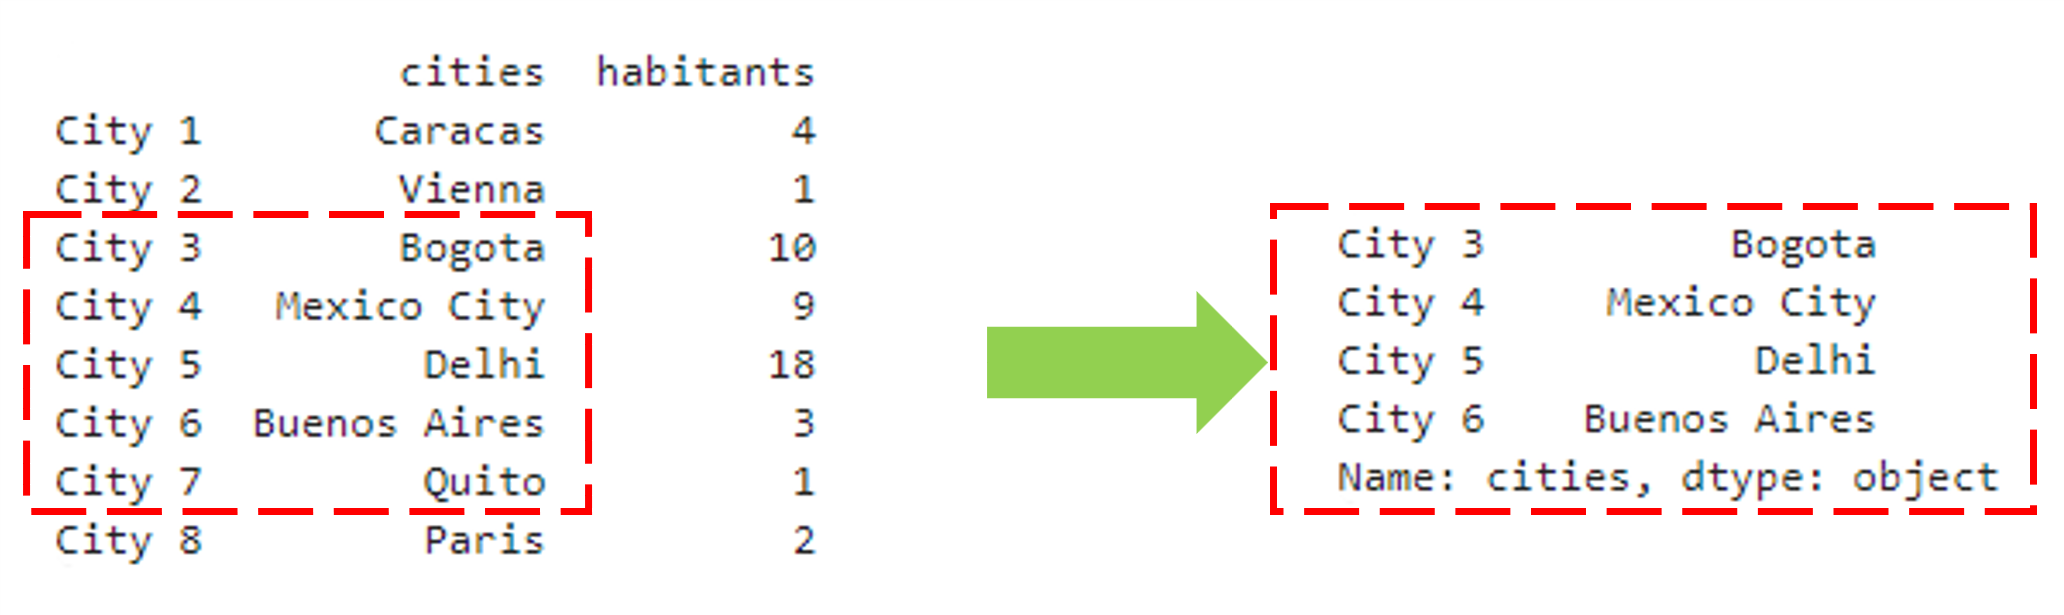 cities habitants
City 1 Caracas 4
City 2 Vienna 1
City 3 Bogota 10
City 4 Mexico City 9
City 5 Delhi 18
City 6 Buenos Aires 3
City 7 Quito 1
City 8 Paris 2
City 3 Bogota
City 4 Mexico City
City 5 Delhi
City 6 Buenos Aires
Name: cities, dtype: object